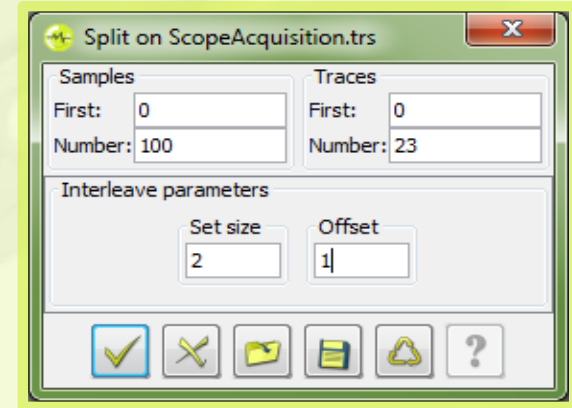 Split on ScopeAcquisition.trs
Samples
First: 0
Number: 100
Traces
First: 0
Number: 23
Interleave parameters
Set size
2
Offset
1
?